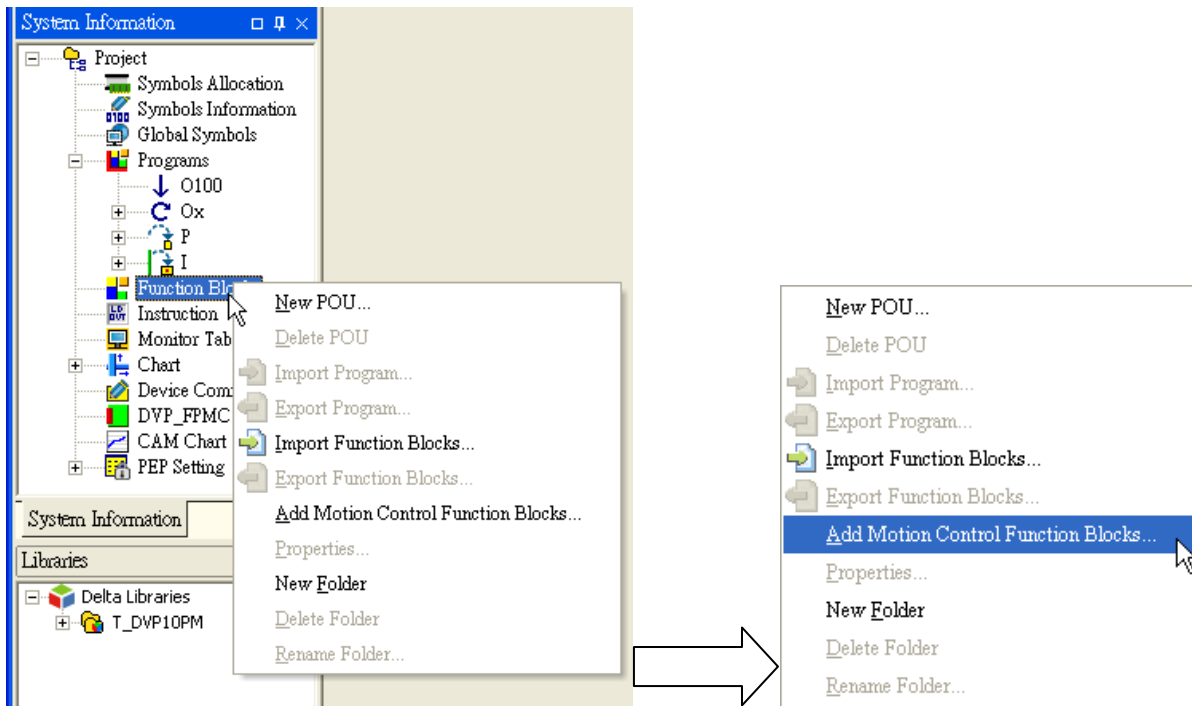 System Information
Project
Symbols Allocation
Symbols Information
Global Symbols
Programs
O100
Ox
P
I
Function Blo
Instruction
Monitor Tab
Chart
Device Com
DVP_FPMC
CAM Chart
PEP Setting
System Information
Libraries
Delta Libraries
T_DVP10PM
New POU...
Delete POU
Import Program...
Export Program...
Import Function Blocks...
Export Function Blocks...
Add Motion Control Function Blocks...
Properties...
New Folder
Delete Folder
Rename Folder...
New POU...
Delete POU
Import Program...
Export Program...
Import Function Blocks...
Export Function Blocks...
Add Motion Control Function Blocks...
Properties...
New Folder
Delete Folder
Rename Folder...